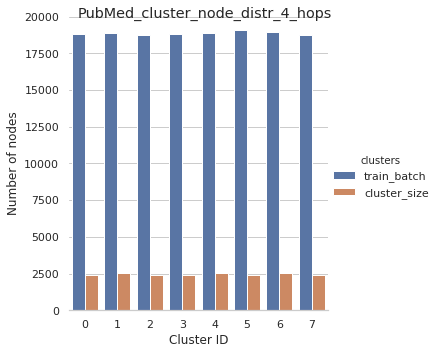 PubMed_cluster_node_distr_4_hops
20000
17500
15000
12500
10000
7500
5000
2500
0
Number of nodes
0 1 2 3 4 5 6 7
Cluster ID
clusters
train_batch
cluster_size